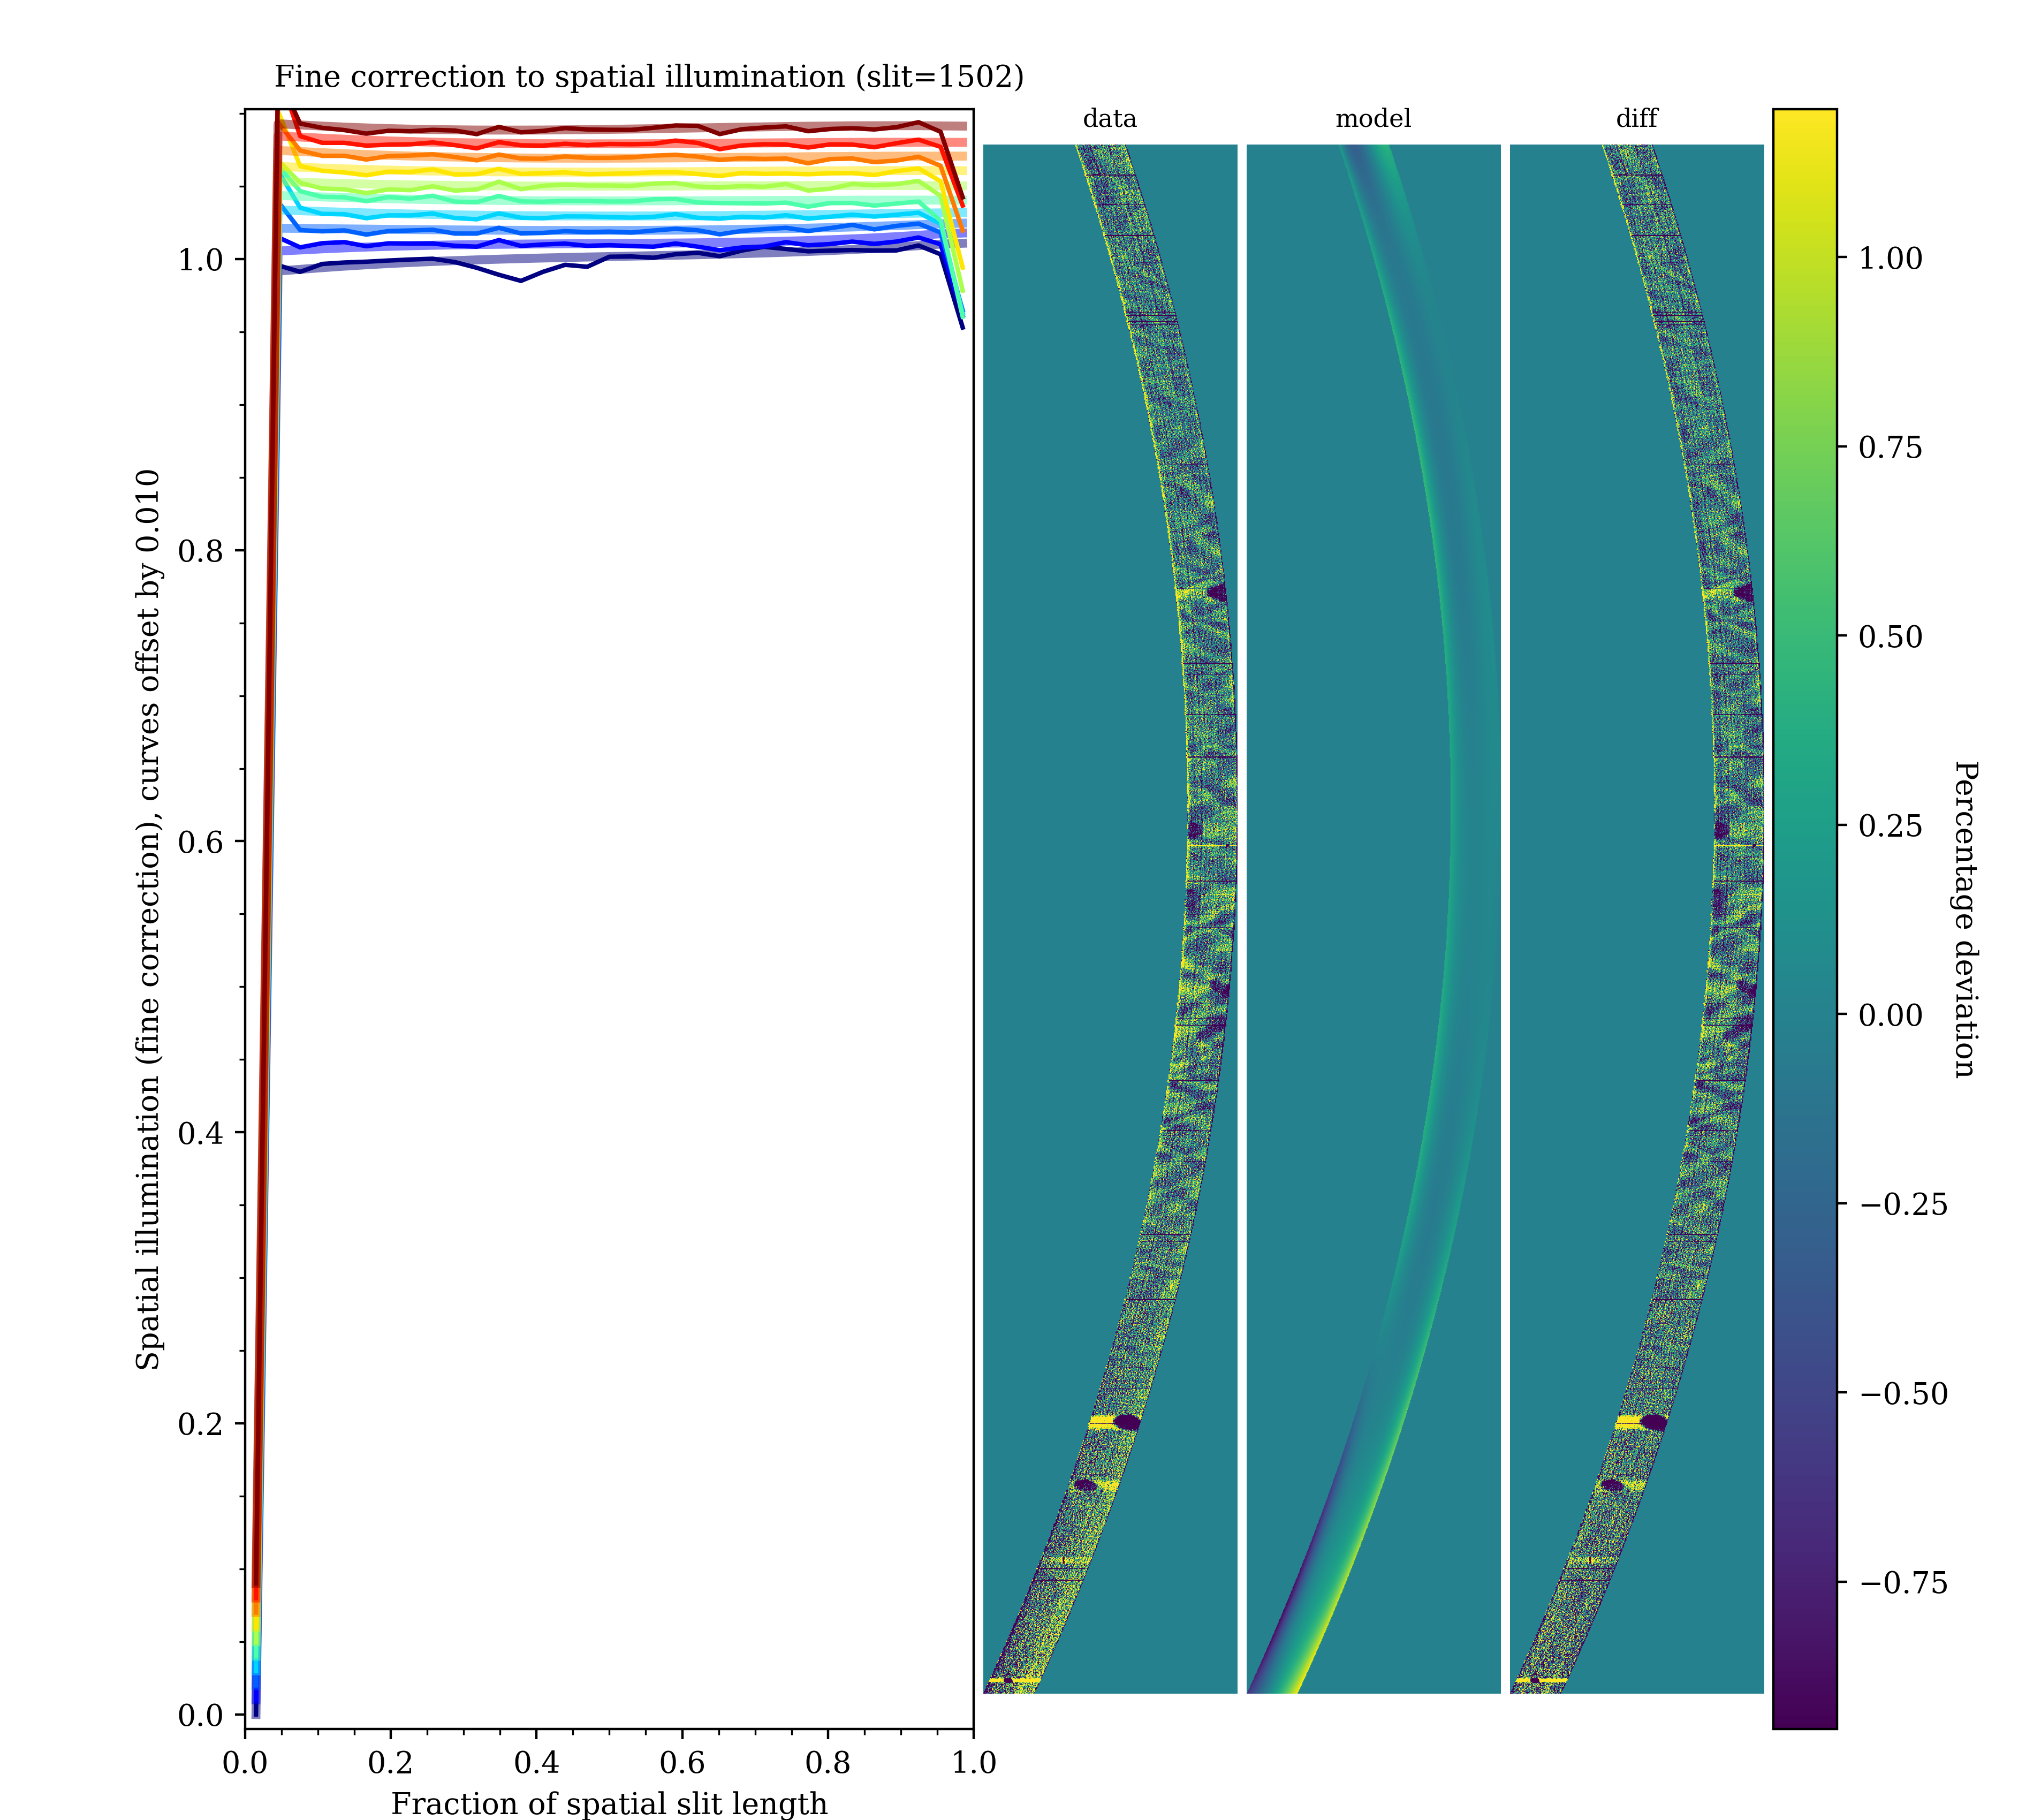 Fine correction to spatial illumination (slit=1502)
data
model
diff
Spatial illumination (fine correction), curves offset by 0.010
1.0
0.8
0.6
0.4
0.2
0.0
0.0 0.2 0.4 0.6 0.8 1.0
Fraction of spatial slit length
1.00
0.75
0.50
0.25
0.00
−0.25
−0.50
−0.75
Percentage deviation